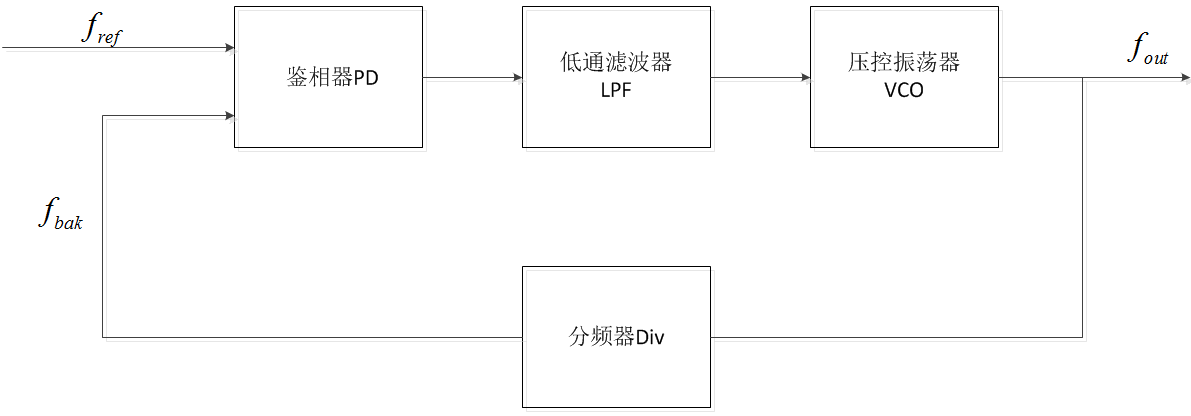 f_ref
鉴相器PD
低通滤波器
LPF
压控振荡器
VCO
f_out
f_bak
分频器Div